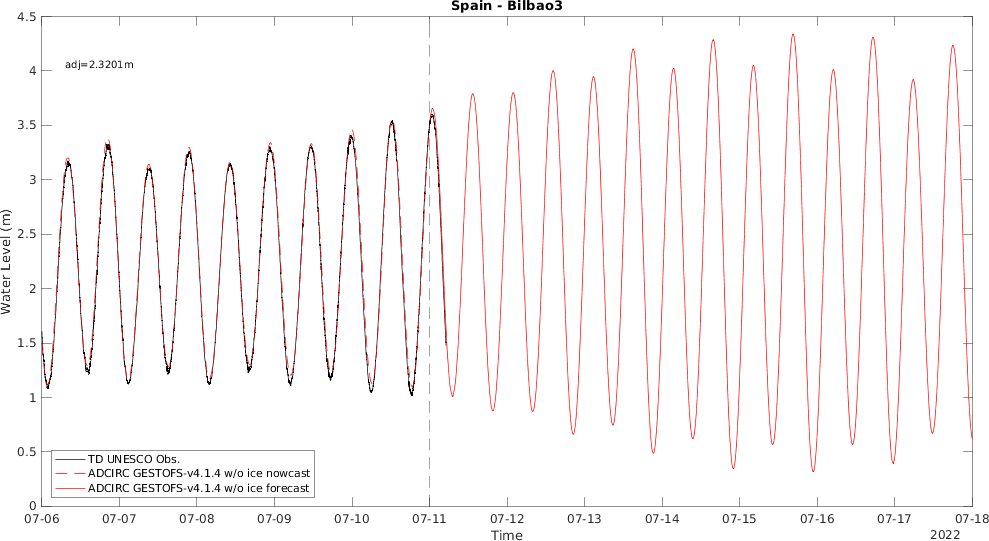 Spain - Bilbao3
4.5
4
3.5
3
2.5
2
1.5
1
0.5
0
Water Level (m)
adj=2.3201m
TD UNESCO Obs.
ADCIRC GESTOFS-v4.1.4 w/o ice nowcast
ADCIRC GESTOFS-v4.1.4 w/o ice forecast
07-06 07-07 07-08 07-09 07-10 07-11 07-12 07-13 07-14 07-15 07-16 07-17 07-18
Time
2022